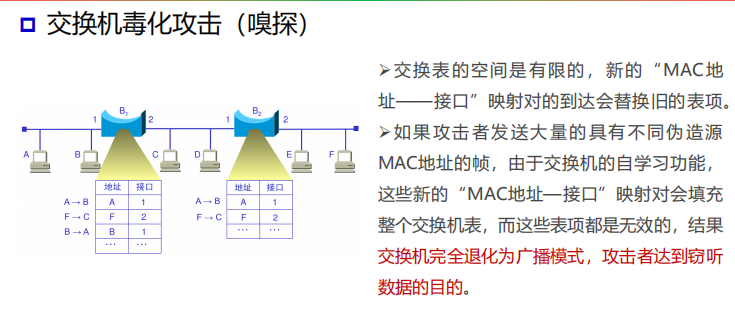 交换机毒化攻击（嗅探）
➢交换表的空间是有限的，新的“MAC地
址——接口”映射对的到达会替换旧的表项。
➢如果攻击者发送大量的具有不同伪造源
MAC地址的帧，由于交换机的自学习功能，
这些新的“MAC地址—接口”映射对会填充
整个交换机表，而这些表项都是无效的，结果
交换机完全退化为广播模式，攻击者达到窃听
数据的目的。
B1
B2
1 2 1 2
A B C D E F
地址 接口
A→B A 1
F→C F 2
B→A B 1
… …
地址 接口
A→B A 1
F→C F 2
… …